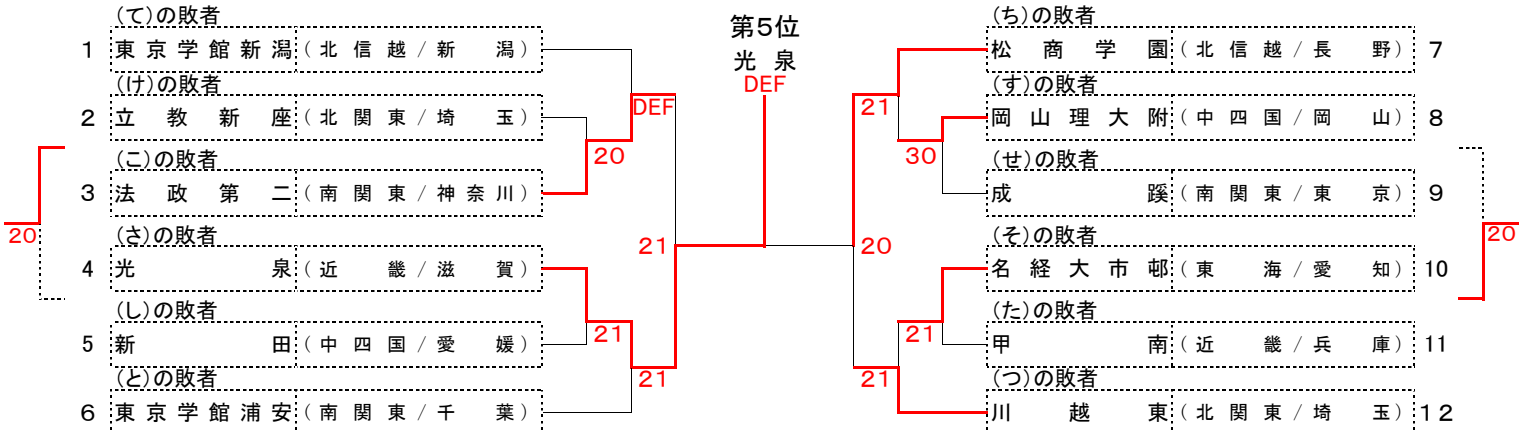 第5位
光泉
DEF
(て)の敗者
1 東京学館新潟 (北信越/新潟)
(け)の敗者
2 立教新座 (北関東/埼玉)
(こ)の敗者
3 法政第二 (南関東/神奈川)
(さ)の敗者
4 光泉 (近畿/滋賀)
(し)の敗者
5 新田 (中四国/愛媛)
(と)の敗者
6 東京学館浦安 (南関東/千葉)
DEF
20
20
21
21
21
(ち)の敗者
松商学園 (北信越/長野) 7
(す)の敗者
岡山理大附 (中四国/岡山) 8
(せ)の敗者
成蹊 (南関東/東京) 9
(そ)の敗者
名経大市邨 (東海/愛知) 10
(た)の敗者
甲南 (近畿/兵庫) 11
(つ)の敗者
川越東 (北関東/埼玉) 12
21
30
20
20
21
21